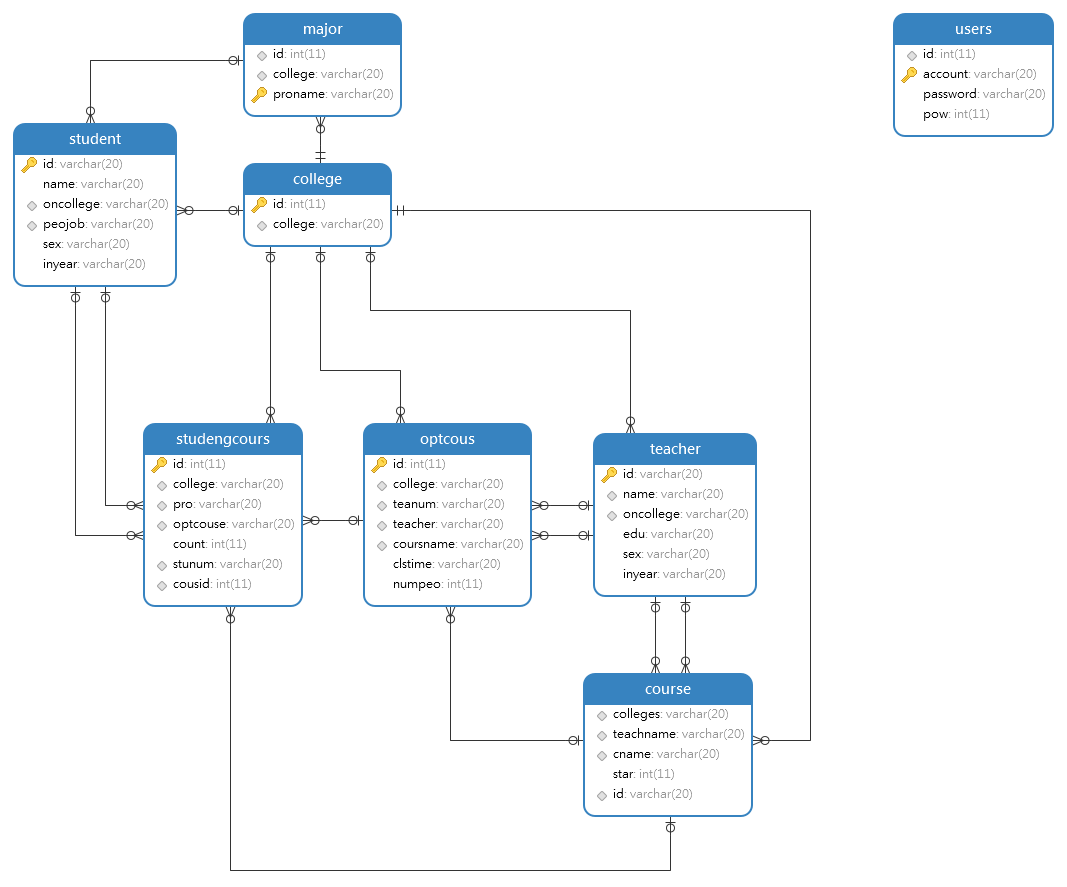 major
id: int(11)
college: varchar(20)
proname: varchar(20)
users
id: int(11)
account: varchar(20)
password: varchar(20)
pow: int(11)
student
id: varchar(20)
name: varchar(20)
oncollege: varchar(20)
peojob: varchar(20)
sex: varchar(20)
inyear: varchar(20)
college
id: int(11)
college: varchar(20)
studengcours
id: int(11)
college: varchar(20)
pro: varchar(20)
optcouse: varchar(20)
count: int(11)
stunum: varchar(20)
cousid: int(11)
optcous
id: int(11)
college: varchar(20)
teanum: varchar(20)
teacher: varchar(20)
coursname: varchar(20)
clstime: varchar(20)
numpeo: int(11)
teacher
id: varchar(20)
name: varchar(20)
oncollege: varchar(20)
edu: varchar(20)
sex: varchar(20)
inyear: varchar(20)
course
colleges: varchar(20)
teachname: varchar(20)
cname: varchar(20)
star: int(11)
id: varchar(20)